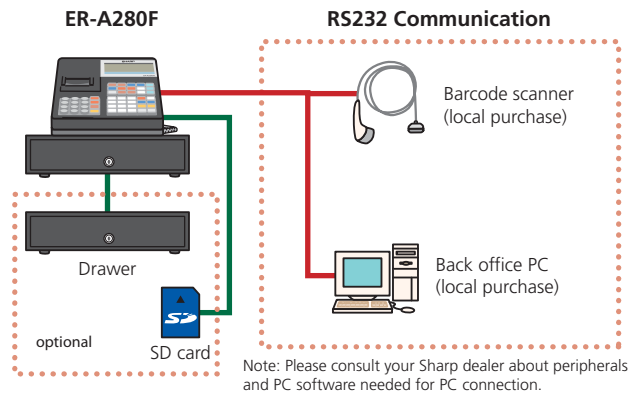 ER-A280F
RS232 Communication
Barcode scanner
(local purchase)
Drawer
Back office PC
(local purchase)
optional
SD
SD card
Note: Please consult your Sharp dealer about peripherals
and PC software needed for PC connection.